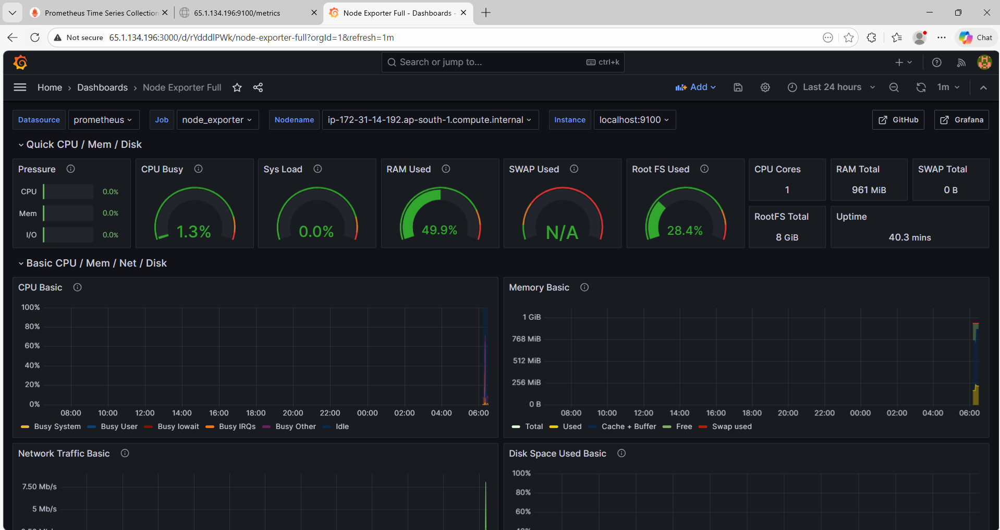 Prometheus Time Series Collection
65.1.134.196:9100/metrics
Node Exporter Full - Dashboards -
Not secure 65.1.134.196:3000/d/rYdddlPWk/node-exporter-full?orgId=1&refresh=1m
Chat
Search or jump to... ctrl+k
Home › Dashboards › Node Exporter Full
Add
Last 24 hours
1m
Datasource prometheus
Job node_exporter
Nodename ip-172-31-14-192.ap-south-1.compute.internal
Instance localhost:9100
GitHub
Grafana
Quick CPU / Mem / Disk
Pressure
CPU 0.0%
Mem 0.0%
I/O 0.0%
CPU Busy
1.3%
Sys Load
0.0%
RAM Used
49.9%
SWAP Used
N/A
Root FS Used
28.4%
CPU Cores
1
RAM Total
961 MiB
SWAP Total
0 B
RootFS Total
8 GiB
Uptime
40.3 mins
Basic CPU / Mem / Net / Disk
CPU Basic
100%
80%
60%
40%
20%
0%
08:00 10:00 12:00 14:00 16:00 18:00 20:00 22:00 00:00 02:00 04:00 06:00
Busy System Busy User Busy Iowait Busy IRQs Busy Other Idle
Memory Basic
1 GiB
768 MiB
512 MiB
256 MiB
0 B
08:00 10:00 12:00 14:00 16:00 18:00 20:00 22:00 00:00 02:00 04:00 06:00
Total Used Cache + Buffer Free Swap used
Network Traffic Basic
7.50 Mb/s
5 Mb/s
Disk Space Used Basic
100%
80%
60%